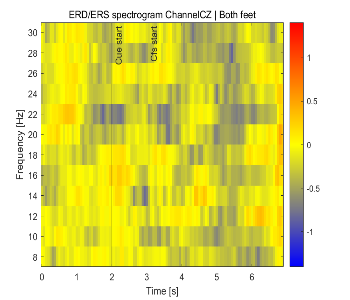 ERD/ERS spectrogram ChannelCZ | Both feet
Frequency [Hz]
30
28
26
24
22
20
18
16
14
12
10
8
Cue start
Cfs start
1
0.5
0
-0.5
-1
0 1 2 3 4 5 6
Time [s]